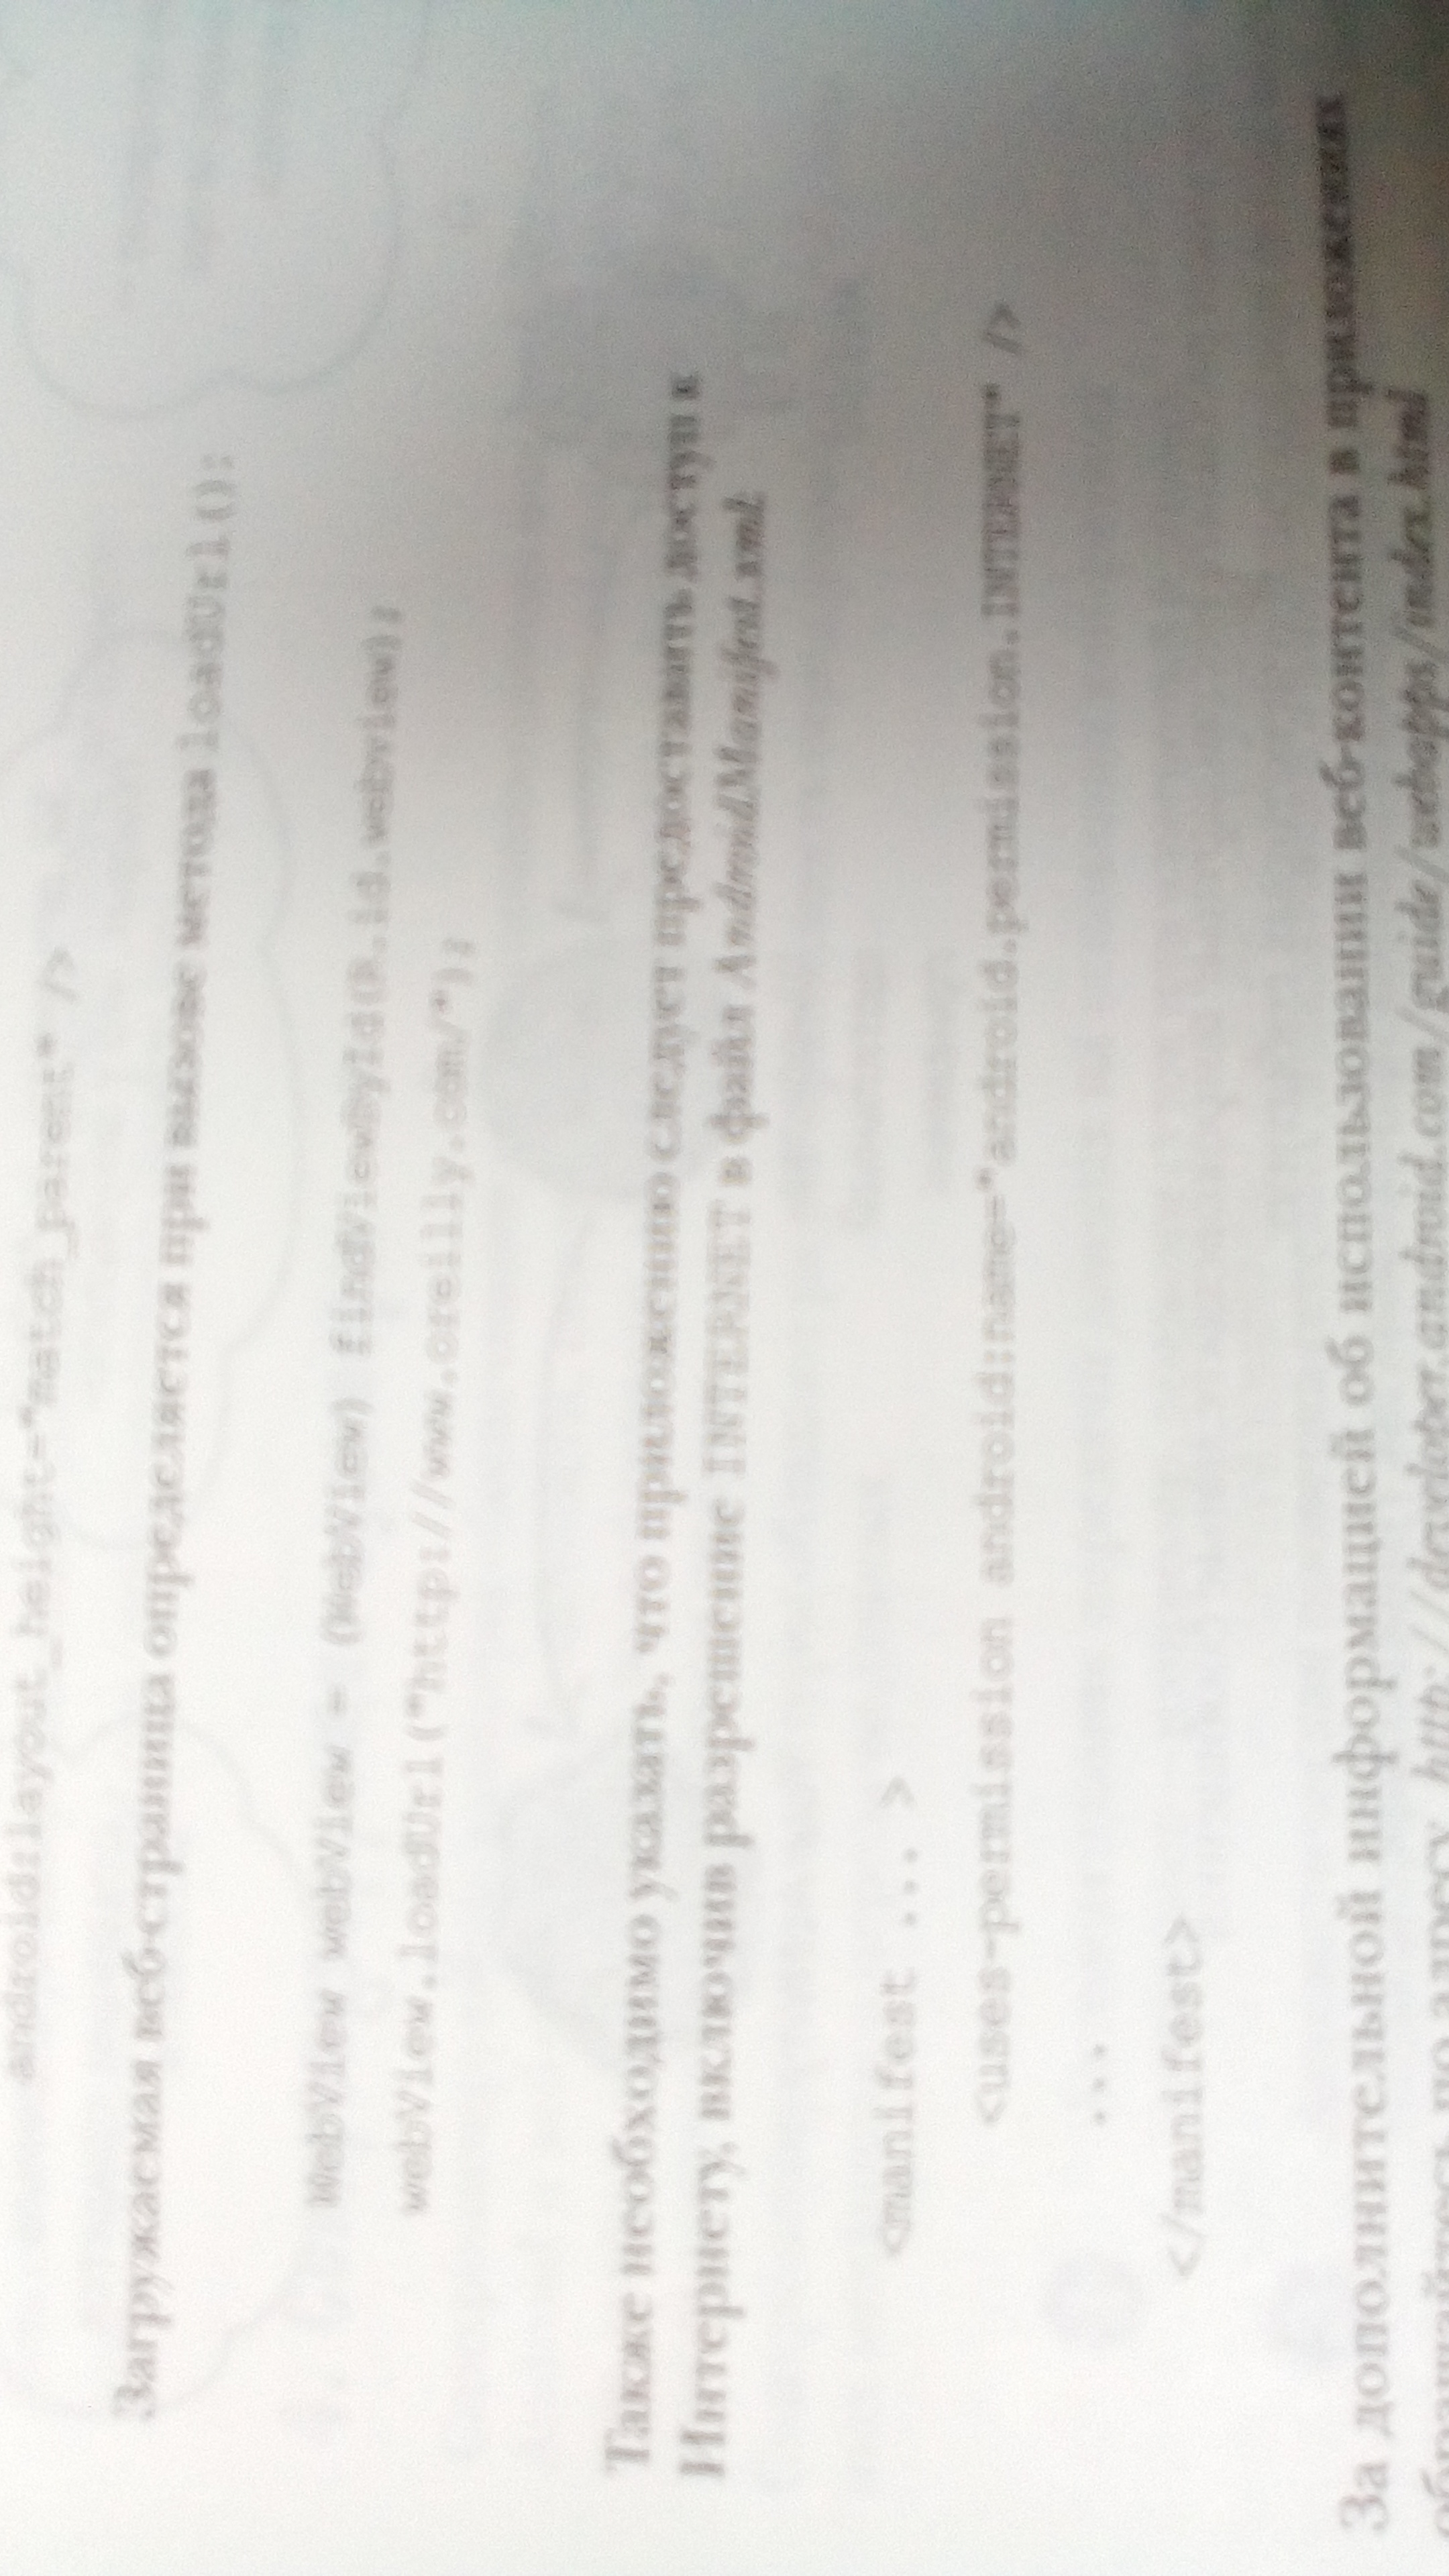 android:layout_height="match_parent" />
Загружаемая веб-страница определяется при вызове метода loadUrl():
WebView webView = (WebView) findViewById(R.id.webview);
webView.loadUrl("http://www.oreilly.com/");
Также необходимо указать, что приложению следует предоставить доступ к
Интернету, включив разрешение INTERNET в файл AndroidManifest.xml:
<manifest ... >
<uses-permission android:name="android.permission.INTERNET" />
...
</manifest>
За дополнительной информацией об использовании веб-контента в приложениях
обращайтесь по адресу http://developer.android.com/guide/webapps/index.html